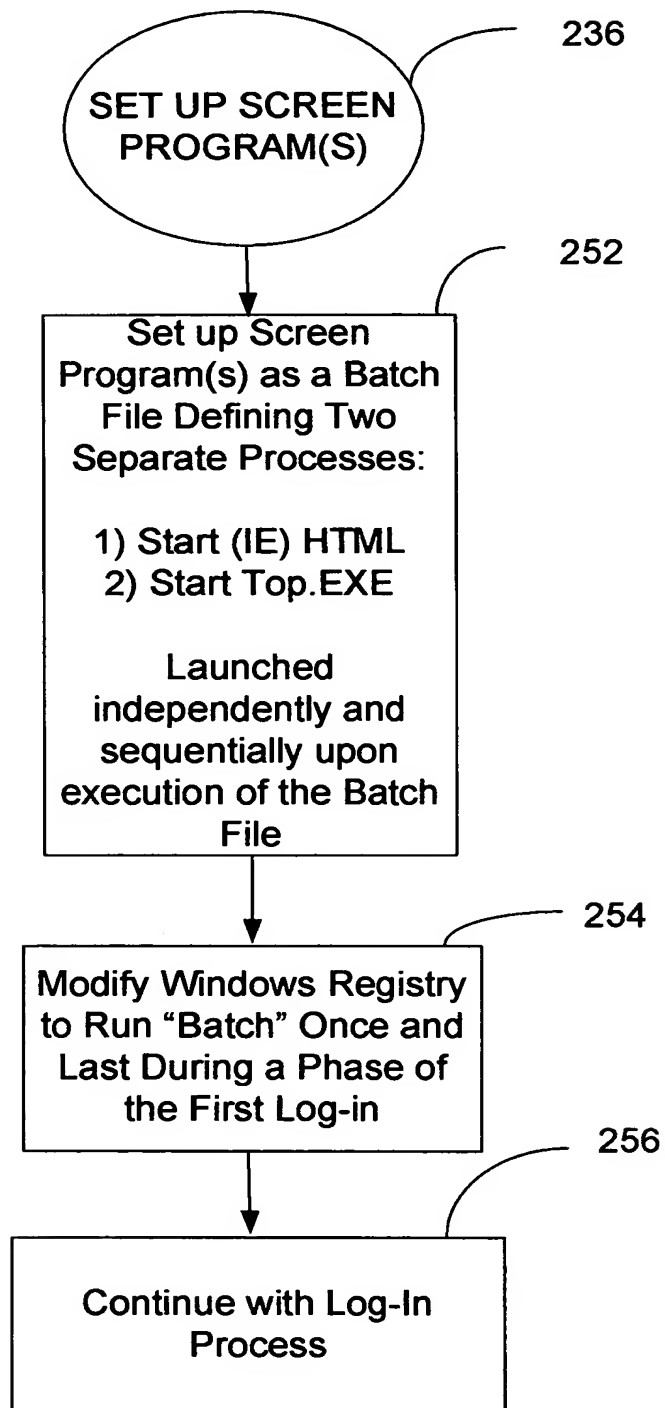 236
SET UP SCREEN
PROGRAM(S)
252
Set up Screen
Program(s) as a Batch
File Defining Two
Separate Processes:
1) Start (IE) HTML
2) Start Top.EXE
Launched
independently and
sequentially upon
execution of the Batch
File
254
Modify Windows Registry
to Run “Batch” Once and
Last During a Phase of
the First Log-in
256
Continue with Log-In
Process